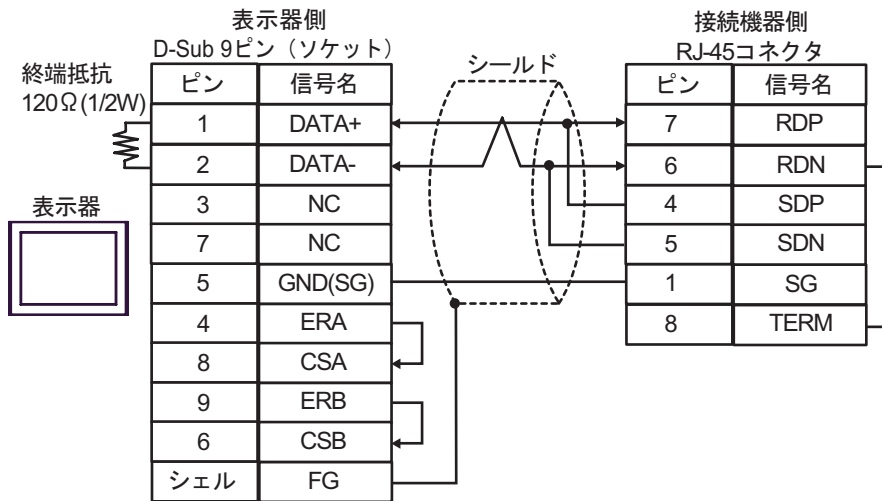 表示器側
D-Sub 9ピン（ソケット）
接続機器側
RJ-45コネクタ
シールド
終端抵抗
120Ω(1/2W)
表示器
ピン 信号名
1 DATA+
2 DATA-
3 NC
7 NC
5 GND(SG)
4 ERA
8 CSA
9 ERB
6 CSB
シェル FG
ピン 信号名
7 RDP
6 RDN
4 SDP
5 SDN
1 SG
8 TERM